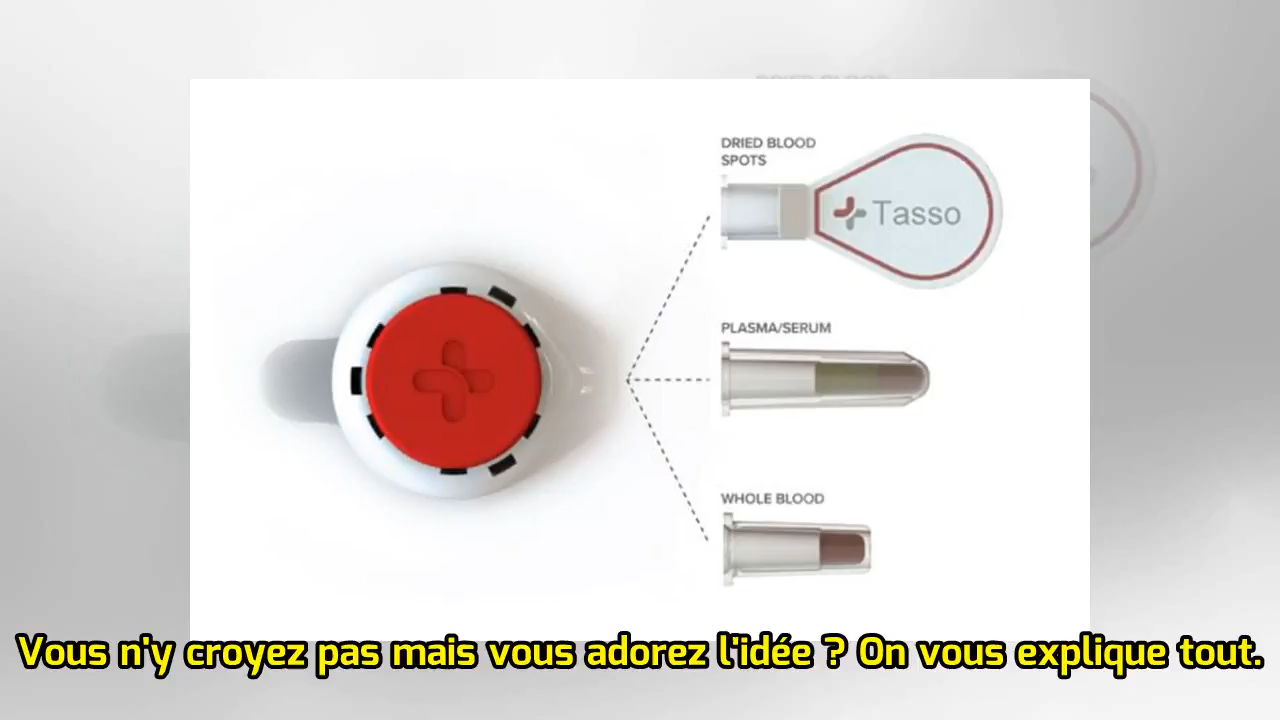 DRIED BLOOD
SPOTS
Tasso
PLASMA/SERUM
WHOLE BLOOD
Vous n'y croyez pas mais vous adorez l'idée ? On vous explique tout.